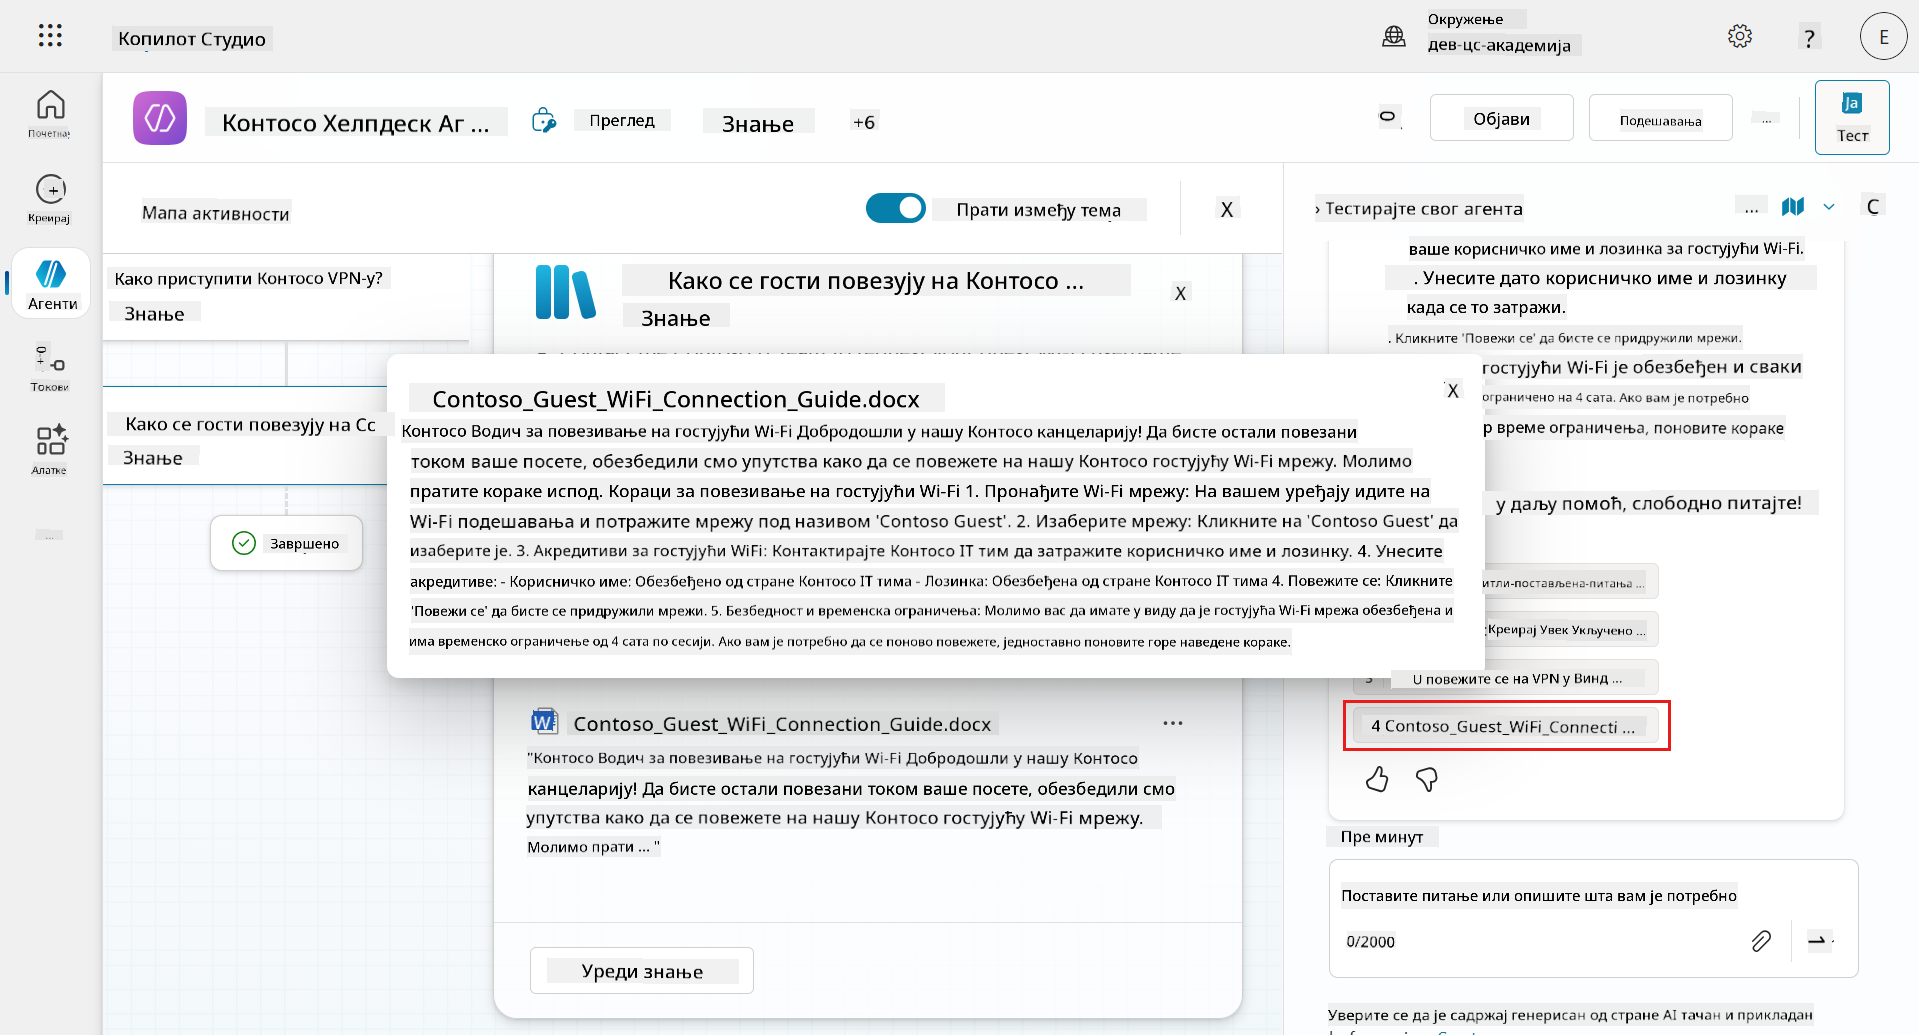 Копилот Студио
Окружење
дев-цс-академија
?
E
Почетнај
Креирај
Агенти
Токови
Алатке
...
Контосо Хелпдеск Аг ...
Преглед
Знање
+6
Објави
Подешавања
...
Ја
Тест
Мапа активности
Прати између тема
X
Како приступити Контосо VPN-у?
Знање
Како се гости повезују на Сс
Знање
Завршено
Како се гости повезују на Контосо ...
Знање
X
Contoso_Guest_WiFi_Connection_Guide.docx
X
Контосо Водич за повезивање на гостујући Wi-Fi Добродошли у нашу Контосо канцеларију! Да бисте остали повезани
током ваше посете, обезбедили смо упутства како да се повежете на нашу Контосо гостујућу Wi-Fi мрежу. Молимо
пратите кораке испод. Кораци за повезивање на гостујући Wi-Fi 1. Пронађите Wi-Fi мрежу: На вашем уређају идите на
Wi-Fi подешавања и потражите мрежу под називом 'Contoso Guest'. 2. Изаберите мрежу: Кликните на 'Contoso Guest' да
изаберите је. 3. Акредитиви за гостујући WiFi: Контактирајте Контосо IT тим да затражите корисничко име и лозинку. 4. Унесите
акредитиве: - Корисничко име: Обезбеђено од стране Контосо IT тима - Лозинка: Обезбеђена од стране Контосо IT тима 4. Повежите се: Кликните
'Повежи се' да бисте се придружили мрежи. 5. Безбедност и временска ограничења: Молимо вас да имате у виду да је гостујућа Wi-Fi мрежа обезбеђена и
има временско ограничење од 4 сата по сесији. Ако вам је потребно да се поново повежете, једноставно поновите горе наведене кораке.
Contoso_Guest_WiFi_Connection_Guide.docx
...
"Контосо Водич за повезивање на гостујући Wi-Fi Добродошли у нашу Контосо
канцеларију! Да бисте остали повезани током ваше посете, обезбедили смо
упутства како да се повежете на нашу Контосо гостујућу Wi-Fi мрежу.
Молимо прати ... "
Уреди знање
› Тестирајте свог агента
...
C
ваше корисничко име и лозинка за гостујући Wi-Fi.
. Унесите дато корисничко име и лозинку
када се то затражи.
. Кликните 'Повежи се' да бисте се придружили мрежи.
гостујући Wi-Fi је обезбеђен и сваки
ограничено на 4 сата. Ако вам је потребно
р време ограничења, поновите кораке
у даљу помоћ, слободно питајте!
итли-постављена-питања ...
Креирај Увек Укључено ...
U повежите се на VPN у Винд ...
4 Contoso_Guest_WiFi_Connecti ...
Пре минут
Поставите питање или опишите шта вам је потребно
0/2000
Уверите се да је садржај генерисан од стране AI тачан и прикладан